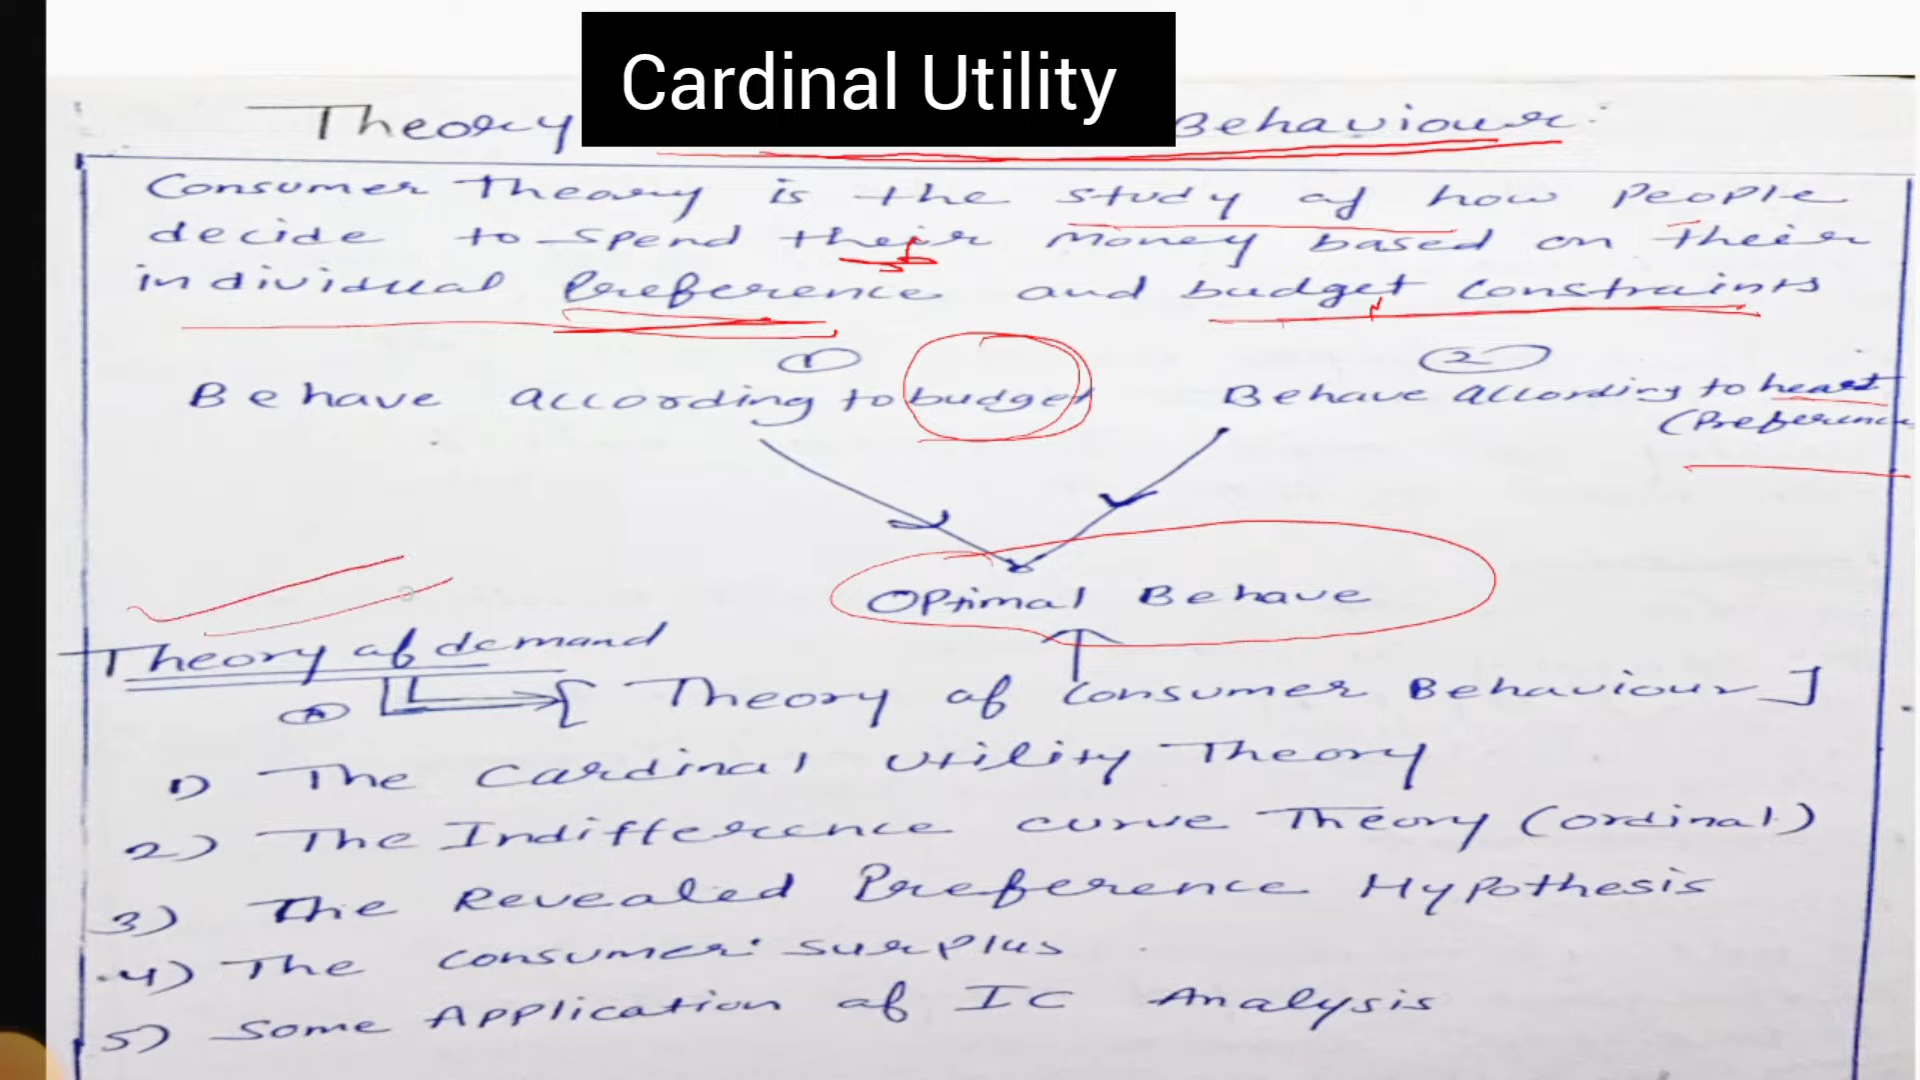 Cardinal Utility
Theory Behaviour:
Consumer Theory is the study of how People
decide to spend their Money based on their
individual Preference and budget constraints
1 2
Behave according to budget Behave according to heart
(Preference
Optimal Behave
Theory of demand
A { Theory of Consumer Behaviour ]
1) The Cardinal Utility Theory
2) The Indifference curve Theory (ordinal)
3) The Revealed Preference Hypothesis
4) The Consumer surplus
5) Some Application of IC Analysis